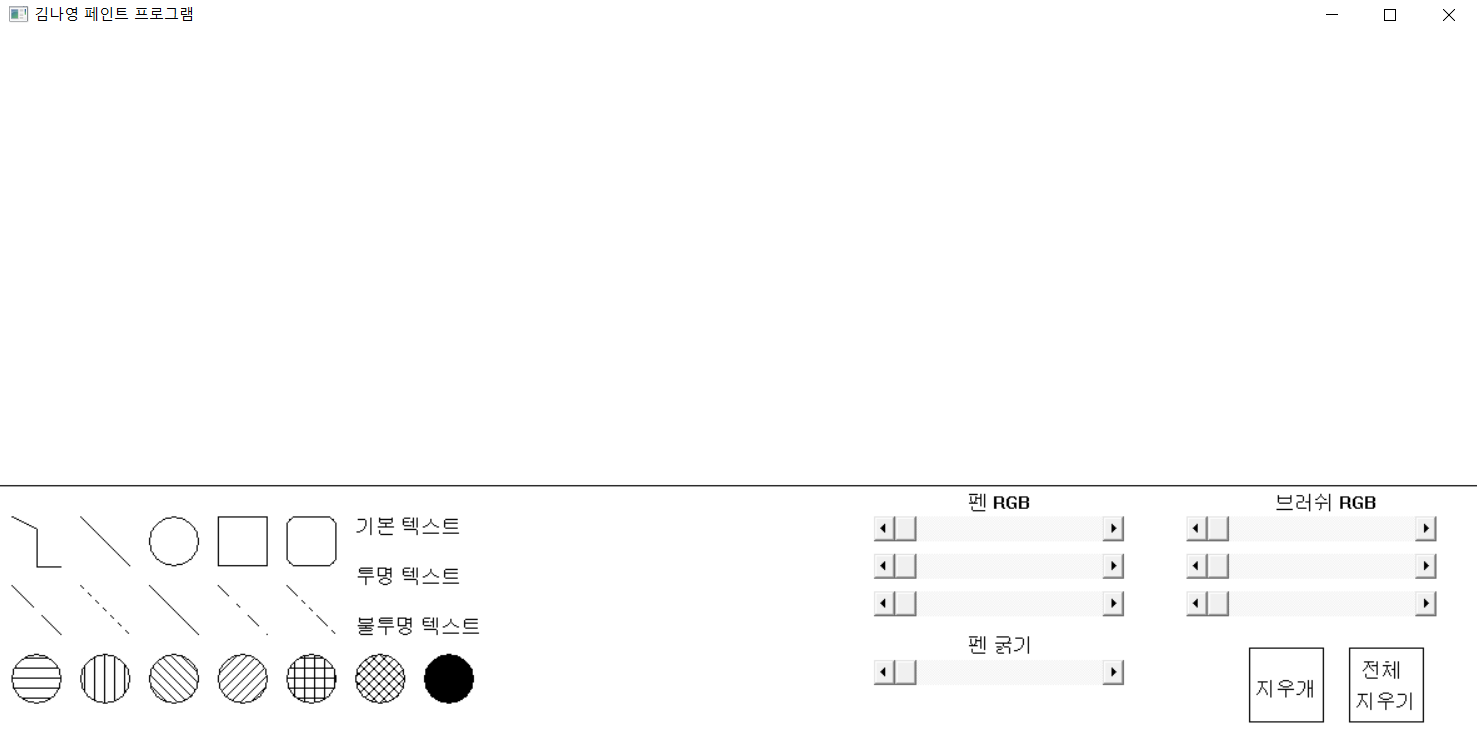 김나영 페인트 프로그램
기본 텍스트
투명 텍스트
불투명 텍스트
펜 RGB
펜 굵기
브러쉬 RGB
지우개
전체
지우기